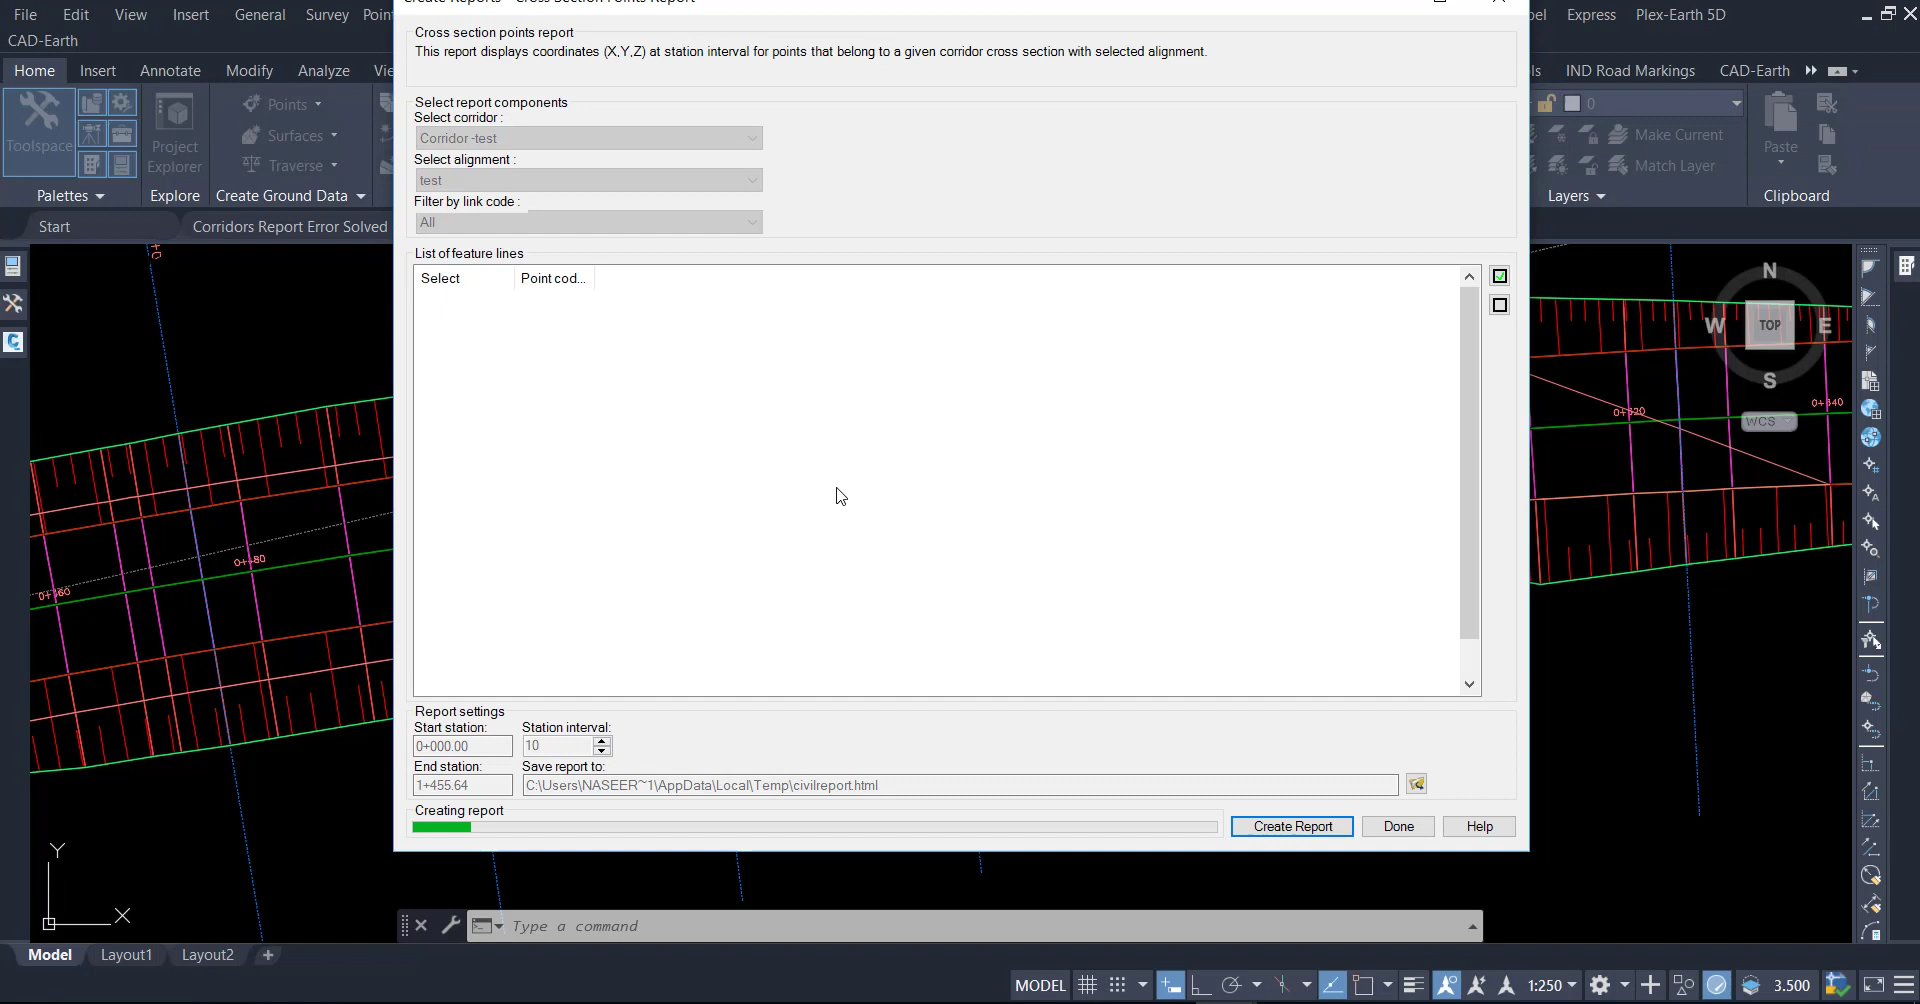 File Edit View Insert General Survey
Express Plex-Earth 5D
CAD-Earth
Home Insert Annotate Modify Analyze
IND Road Markings CAD-Earth
Toolspace
Project
Explorer
Points
Surfaces
Traverse
0
Make Current
Match Layer
Paste
Palettes Explore Create Ground Data
Layers Clipboard
Start Corridors Report Error Solved
Cross section points report
This report displays coordinates (X,Y,Z) at station interval for points that belong to a given corridor cross section with selected alignment.
Select report components
Select corridor :
Corridor -test
Select alignment :
test
Filter by link code :
All
List of feature lines
Select Point cod...
N
W TOP E
S
WCS
0+640
Report settings
Start station: Station interval:
0+000.00 10
End station: Save report to:
1+455.64 C:\Users\NASEER~1\AppData\Local\Temp\civilreport.html
Creating report
Create Report Done Help
Y
X
Type a command
Model Layout1 Layout2 +
MODEL 1:250 3.500